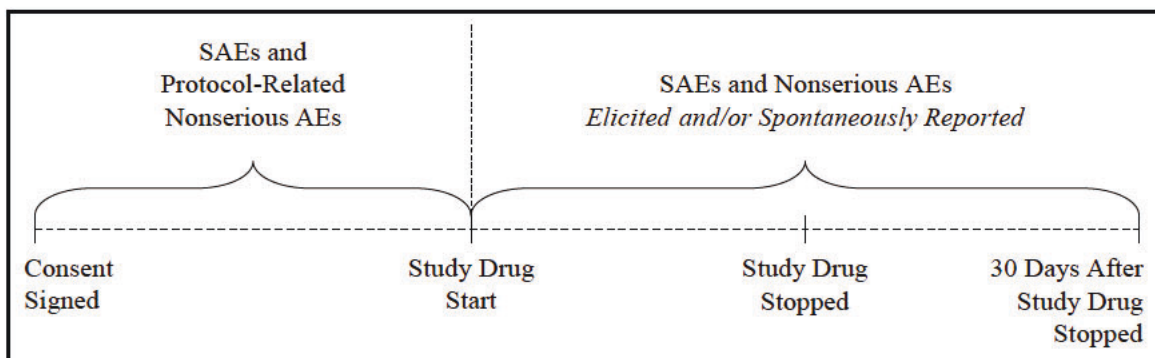 SAEs and
Protocol-Related
Nonserious AEs
SAEs and Nonserious AEs
Elicited and/or Spontaneously Reported
Consent
Signed
Study Drug
Start
Study Drug
Stopped
30 Days After
Study Drug
Stopped